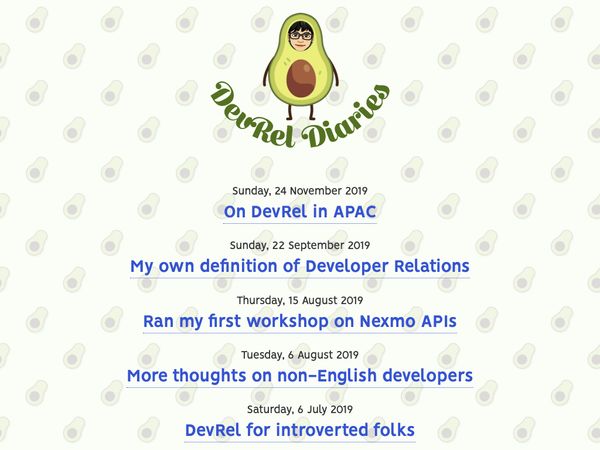 DevRel Diaries
Sunday, 24 November 2019
On DevRel in APAC
Sunday, 22 September 2019
My own definition of Developer Relations
Thursday, 15 August 2019
Ran my first workshop on Nexmo APIs
Tuesday, 6 August 2019
More thoughts on non-English developers
Saturday, 6 July 2019
DevRel for introverted folks